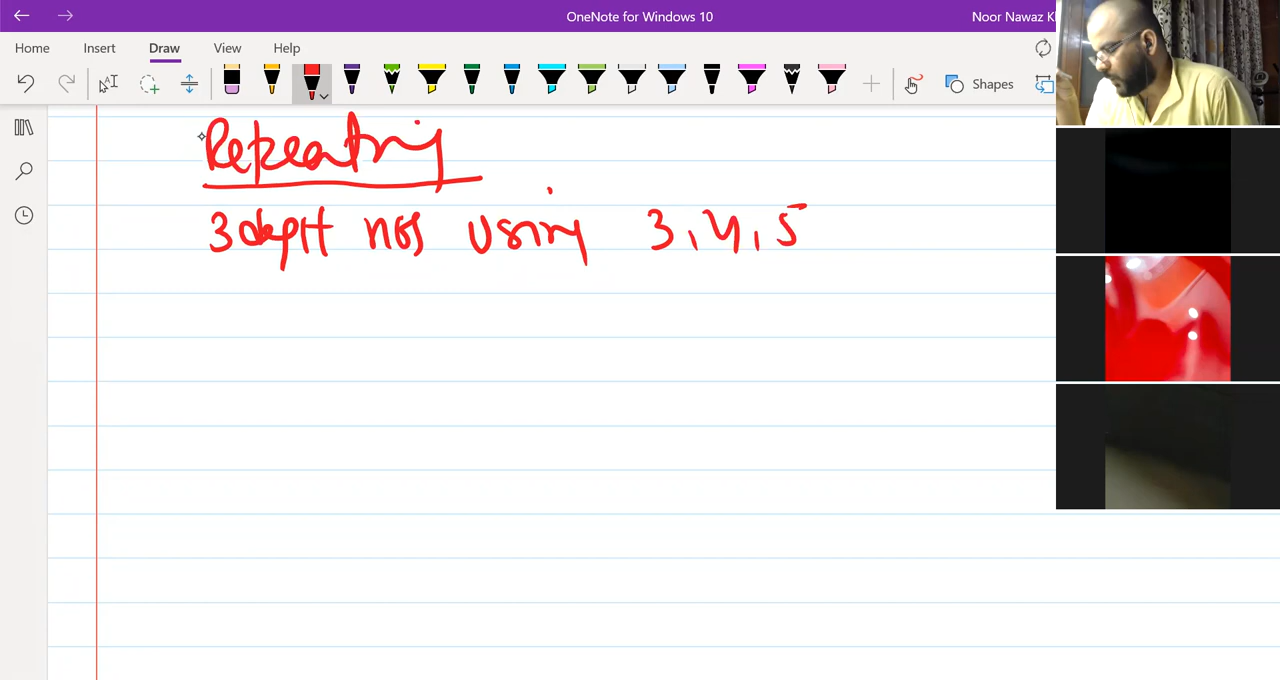 OneNote for Windows 10
Noor Nawaz Kh
Home Insert Draw View Help
Shapes
Repeating
3 digit nos using 3, 4, 5